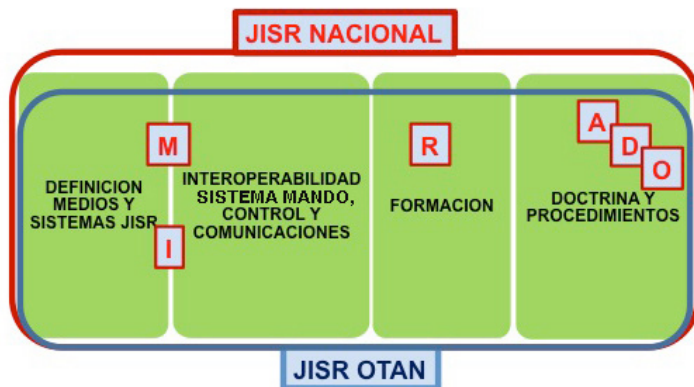 JISR NACIONAL
DEFINICION
MEDIOS Y
SISTEMAS JISR
M
I
INTEROPERABILIDAD
SISTEMA MANDO,
CONTROL Y
COMUNICACIONES
R
FORMACION
A
D
O
DOCTRINA Y
PROCEDIMIENTOS
JISR OTAN